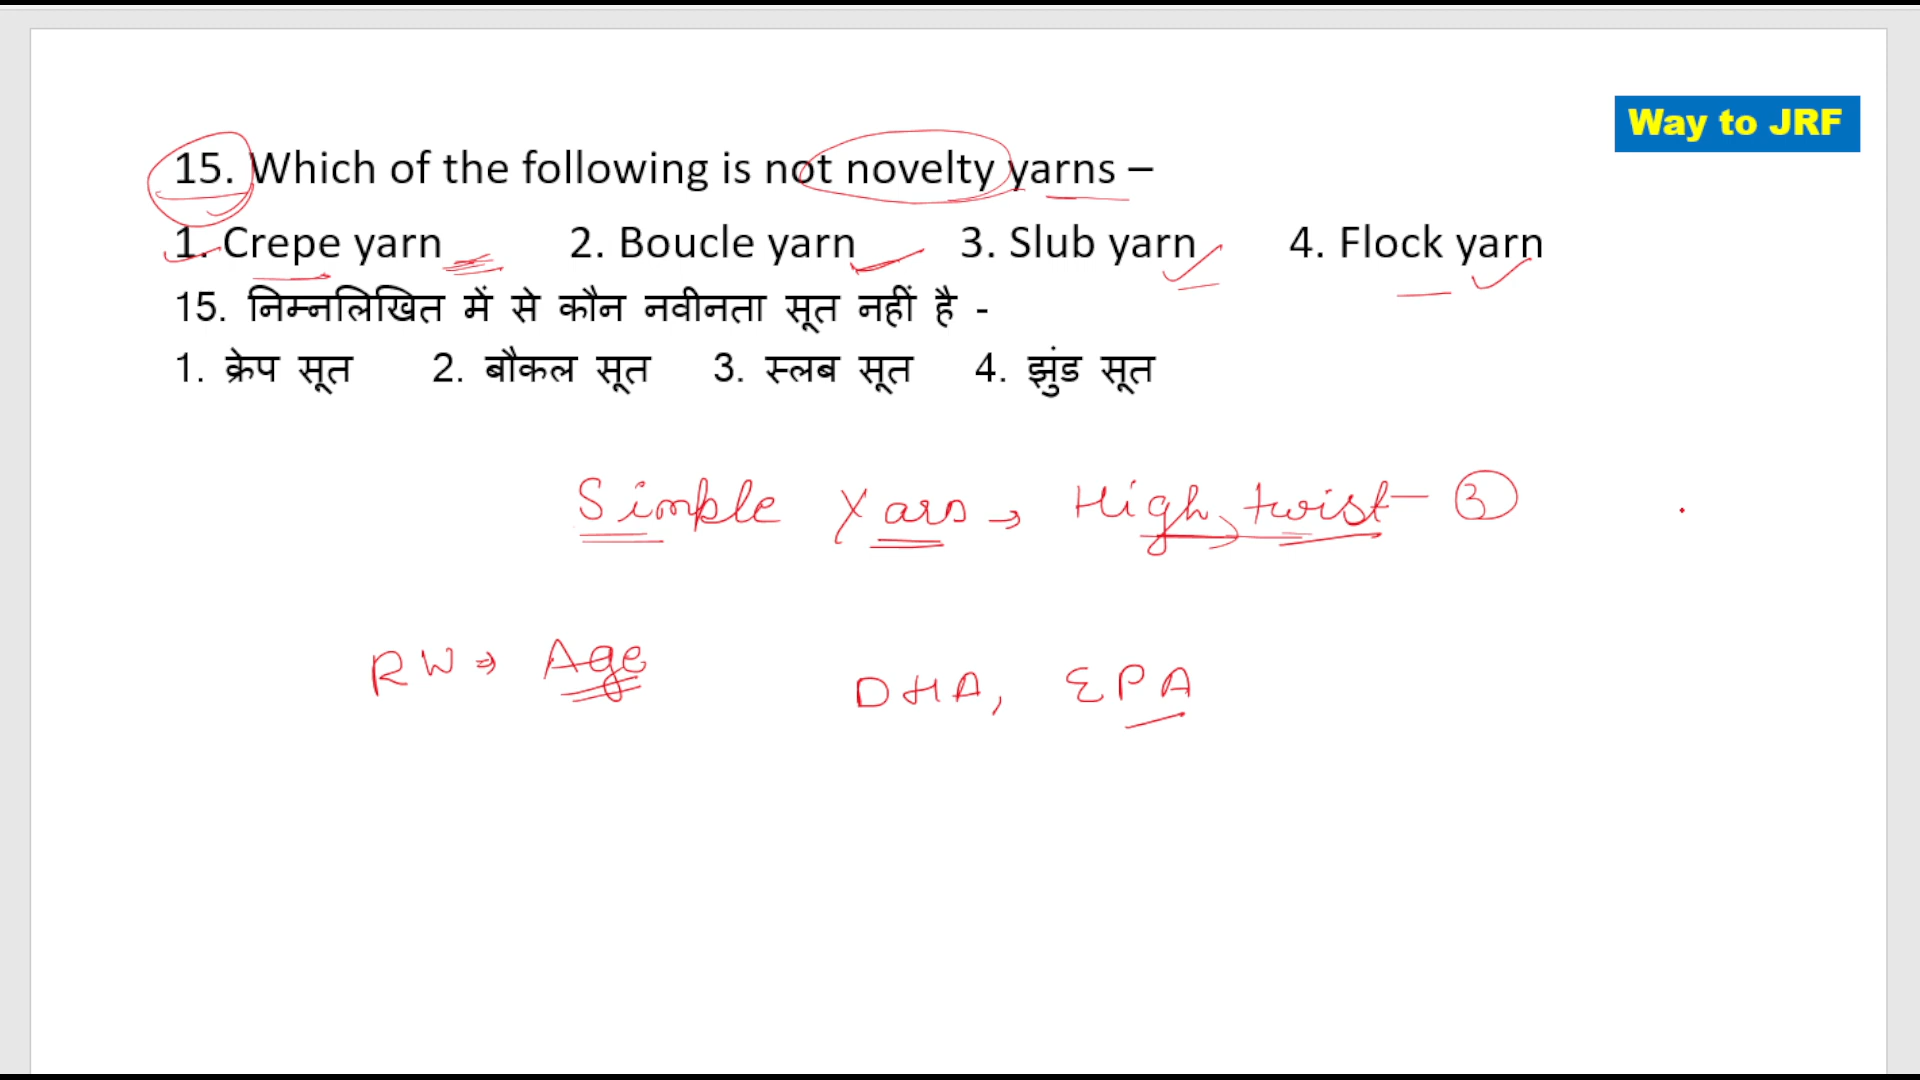 Way to JRF
15. Which of the following is not novelty yarns –
1. Crepe yarn 2. Boucle yarn 3. Slub yarn 4. Flock yarn
15. निम्नलिखित में से कौन नवीनता सूत नहीं है -
1. क्रेप सूत 2. बौकल सूत 3. स्लब सूत 4. झुंड सूत
Simple Yarn → High twist – 3
RW → Age DHA, EPA